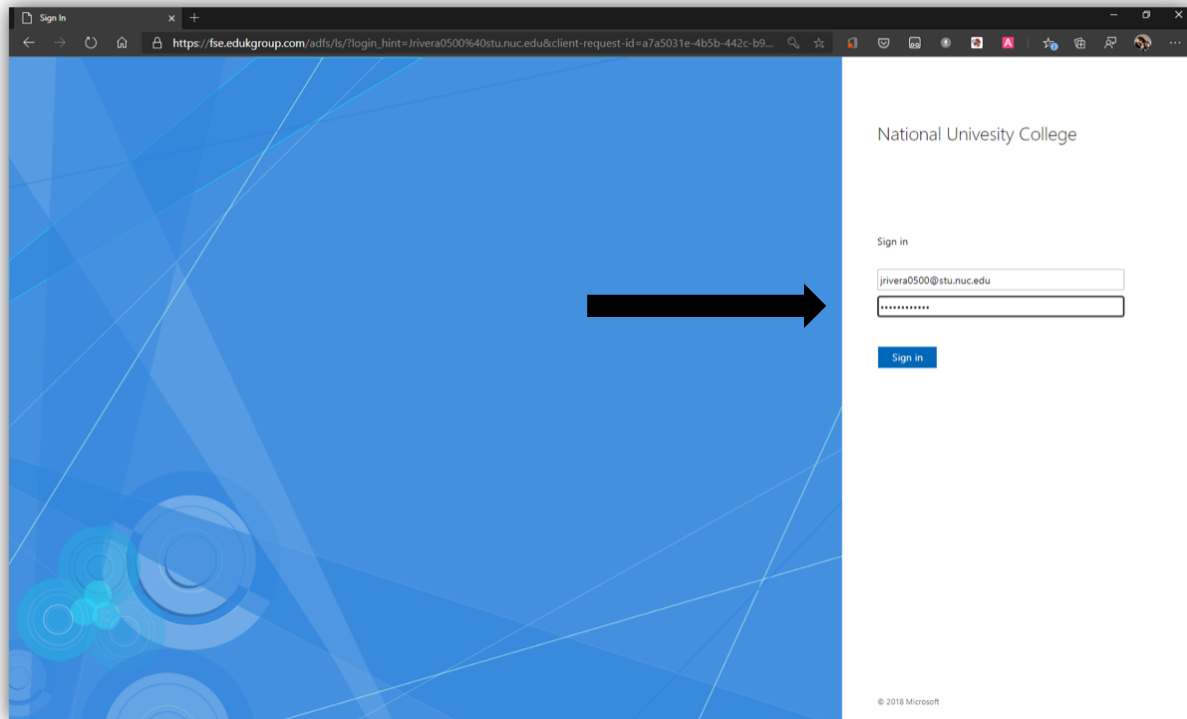 Sign In
https://fse.edukgroup.com/adfs/ls/?login_hint=Jrivera0500%40stu.nuc.edu&client-request-id=a7a5031e-4b5b-442c-b9...
National Univesity College
Sign in
jrivera0500@stu.nuc.edu
••••••••••••
Sign in
© 2018 Microsoft